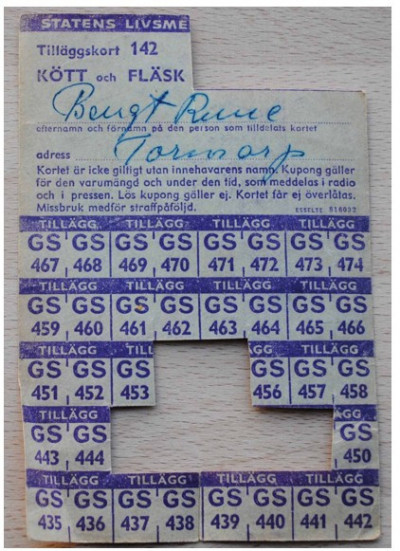 STATENS LIVSME
Tilläggskort 142
KÖTT och FLÄSK
Bengt Rune
efternamn och förnamn på den person som tilldelats kortet
adress Tormarp
Kortet är icke giltigt utan innehavarens namn. Kupong gäller
för den varumängd och under den tid, som meddelas i radio
och i pressen. Lös kupong gäller ej. Kortet får ej överlåtas.
Missbruk medför straffpåföljd.
TILLÄGG TILLÄGG TILLÄGG TILLÄGG
GS GS GS GS GS GS GS GS
467 468 469 470 471 472 473 474
TILLÄGG TILLÄGG TILLÄGG TILLÄGG
GS GS GS GS GS GS GS GS
459 460 461 462 463 464 465 466
TILLÄGG TILL ÄGG TILLÄGG
GS GS GS GS GS GS
451 452 453 456 457 458
TILLÄGG ÄGG
GS GS GS
443 444 450
TILLÄGG TILLÄGG TILLÄGG TILLÄGG
GS GS GS GS GS GS GS GS
435 436 437 438 439 440 441 442